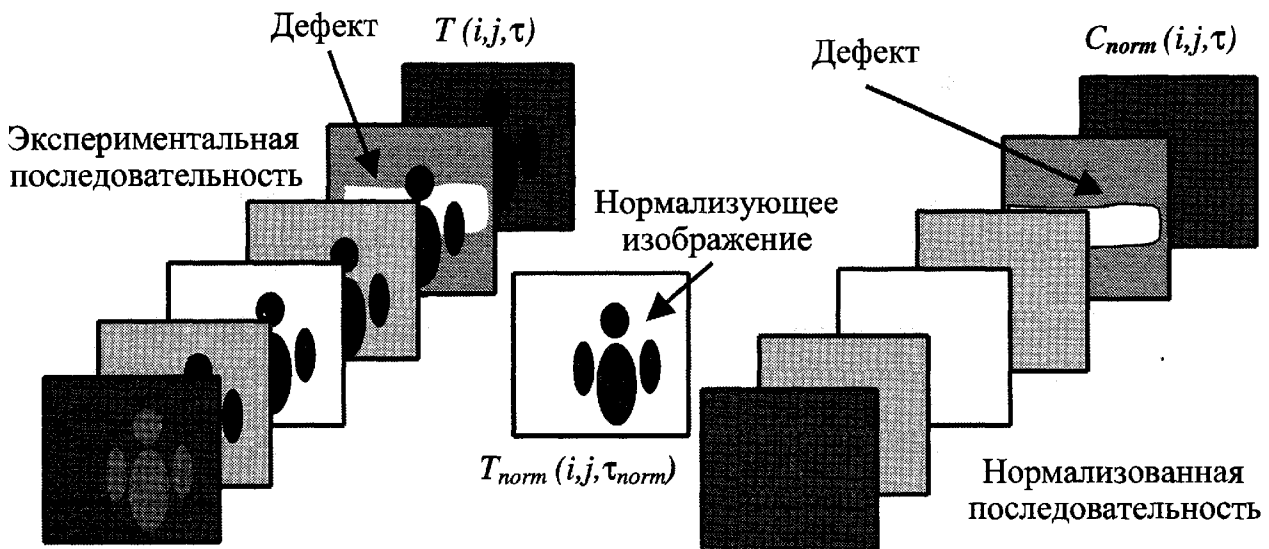 Дефект
T (i,j,τ)
Экспериментальная
последовательность
Нормализующее
изображение
T_norm (i,j,τ_norm)
Дефект
C_norm (i,j,τ)
Нормализованная
последовательность